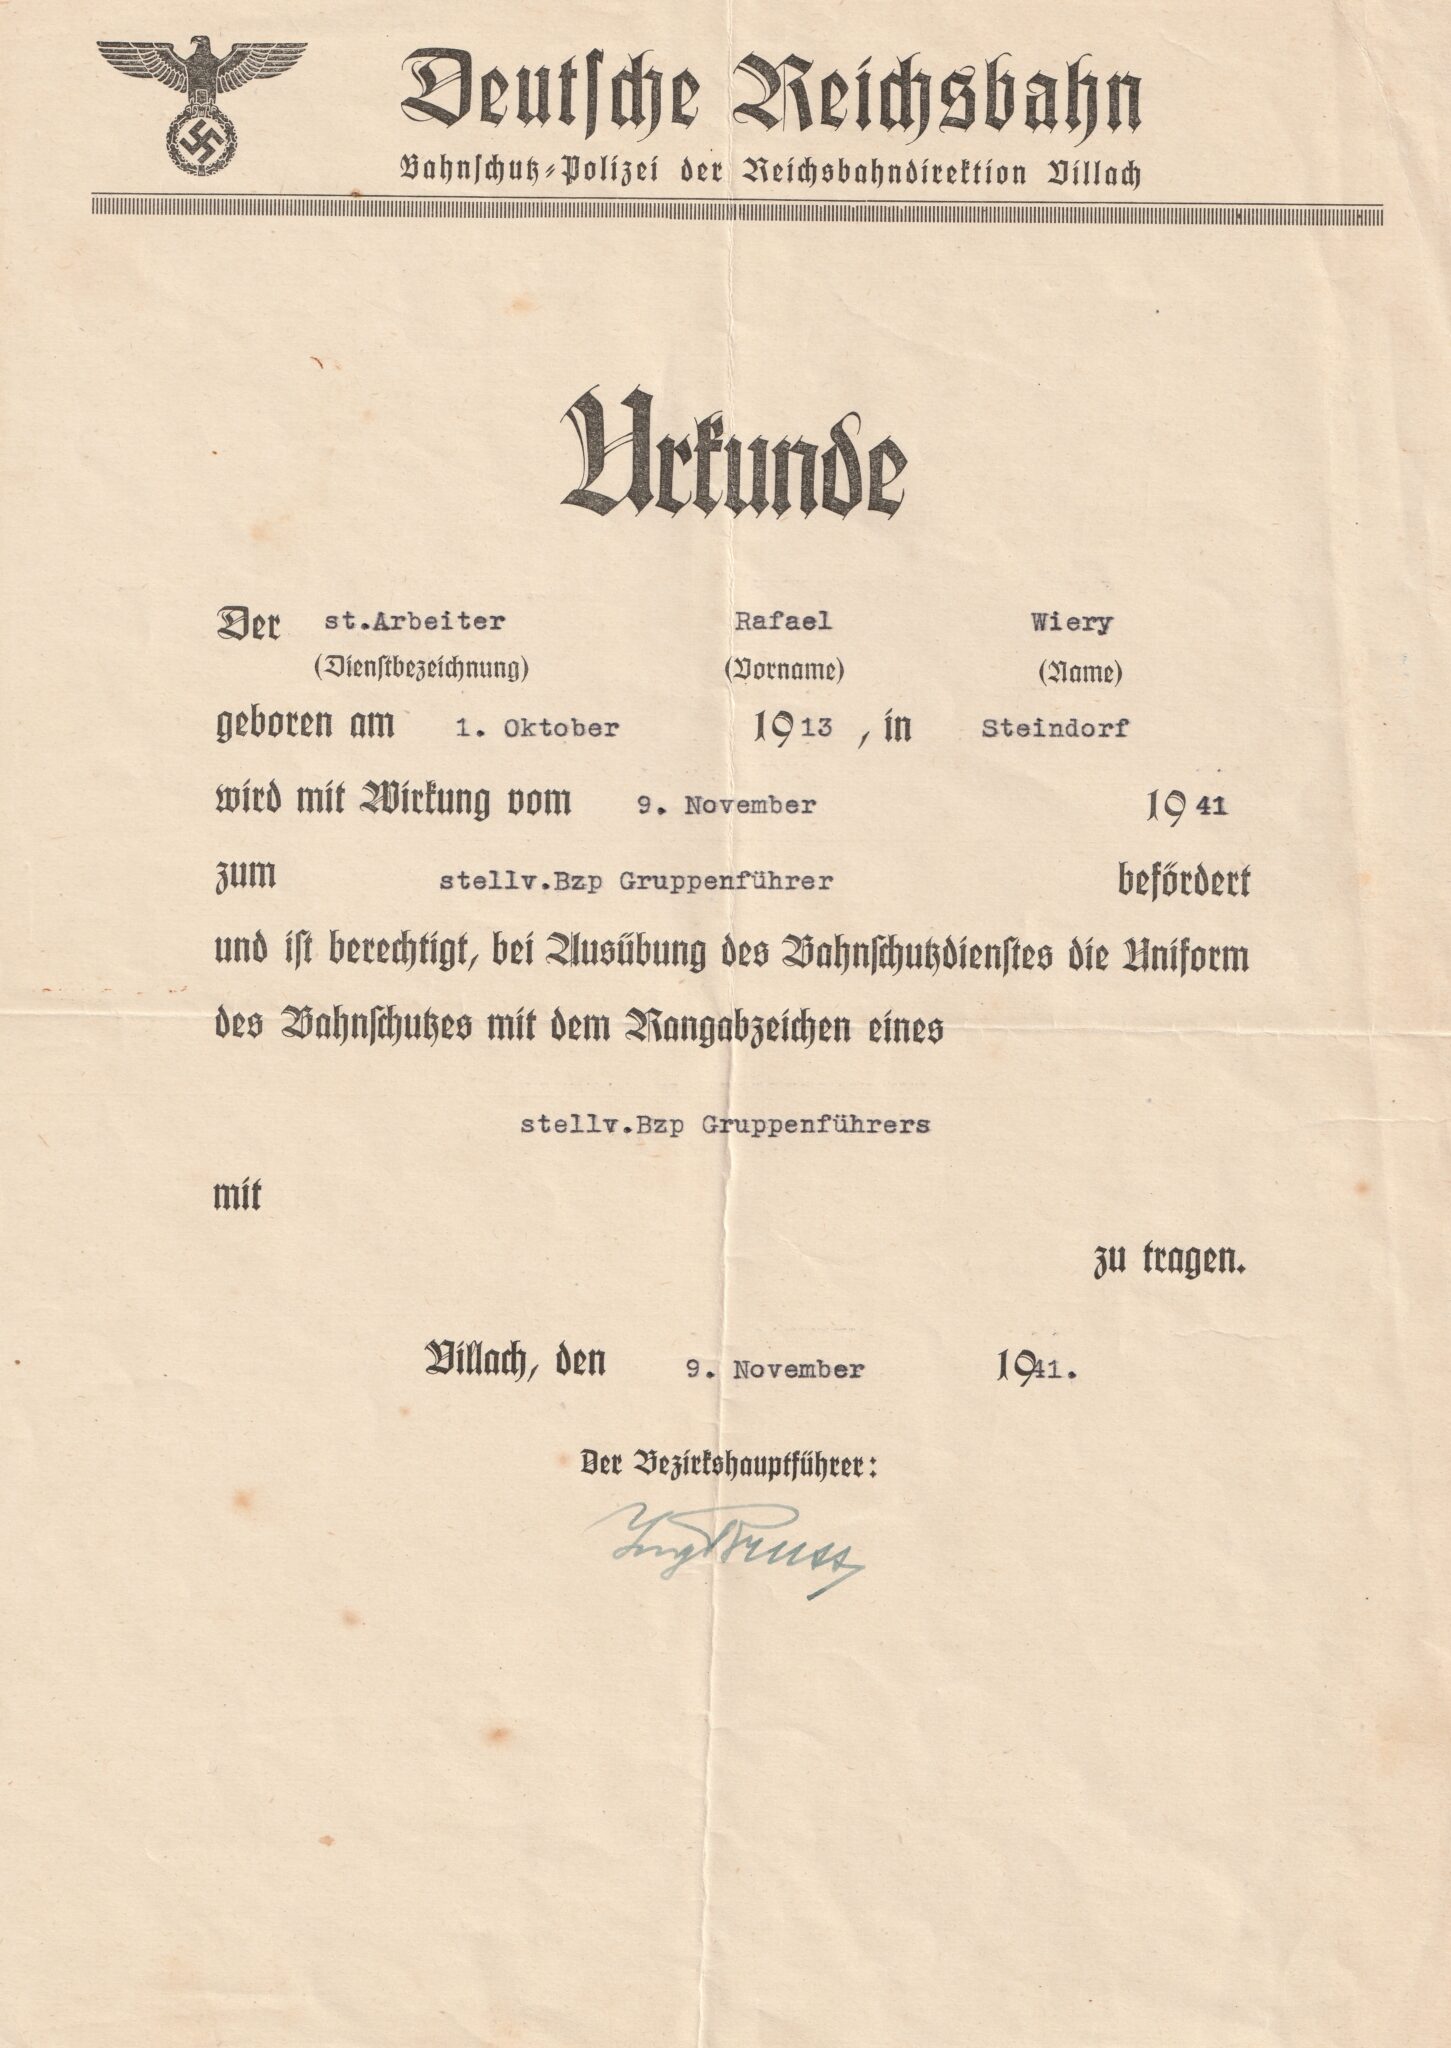 Deutsche Reichsbahn
Bahnschutz-Polizei der Reichsbahndirektion Villach
Urkunde
Der st.Arbeiter Rafael Wiery
(Dienstbezeichnung) (Vorname) (Name)
geboren am 1. Oktober 1913, in Steindorf
wird mit Wirkung vom 9. November 1941
zum stellv.Bzp Gruppenführer befördert
und ist berechtigt, bei Ausübung des Bahnschutzdienstes die Uniform
des Bahnschutzes mit dem Rangabzeichen eines
stellv.Bzp Gruppenführers
mit
zu tragen.
Villach, den 9. November 1941.
Der Bezirkshauptführer: